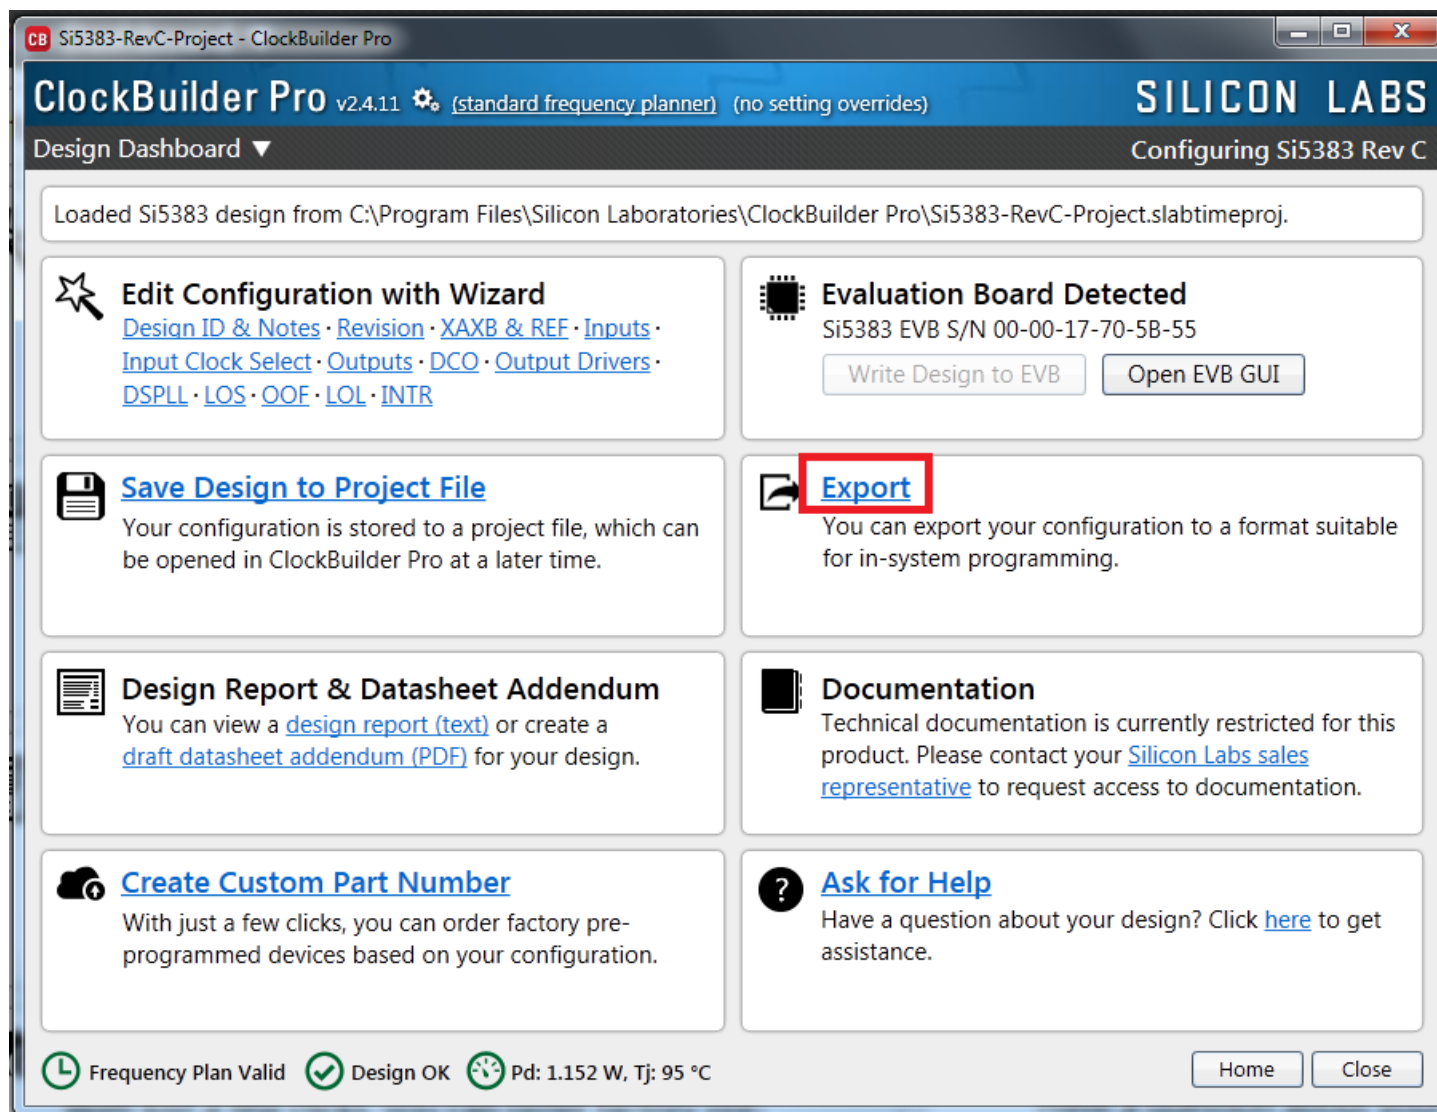 CB Si5383-RevC-Project - ClockBuilder Pro
ClockBuilder Pro v2.4.11 (standard frequency planner) (no setting overrides) SILICON LABS
Design Dashboard ▼ Configuring Si5383 Rev C
Loaded Si5383 design from C:\Program Files\Silicon Laboratories\ClockBuilder Pro\Si5383-RevC-Project.slabtimeproj.
Edit Configuration with Wizard
Design ID & Notes · Revision · XAXB & REF · Inputs ·
Input Clock Select · Outputs · DCO · Output Drivers ·
DSPLL · LOS · OOF · LOL · INTR
Evaluation Board Detected
Si5383 EVB S/N 00-00-17-70-5B-55
Write Design to EVB Open EVB GUI
Save Design to Project File
Your configuration is stored to a project file, which can
be opened in ClockBuilder Pro at a later time.
Export
You can export your configuration to a format suitable
for in-system programming.
Design Report & Datasheet Addendum
You can view a design report (text) or create a
draft datasheet addendum (PDF) for your design.
Documentation
Technical documentation is currently restricted for this
product. Please contact your Silicon Labs sales
representative to request access to documentation.
Create Custom Part Number
With just a few clicks, you can order factory pre-
programmed devices based on your configuration.
Ask for Help
Have a question about your design? Click here to get
assistance.
Frequency Plan Valid Design OK Pd: 1.152 W, Tj: 95 °C Home Close